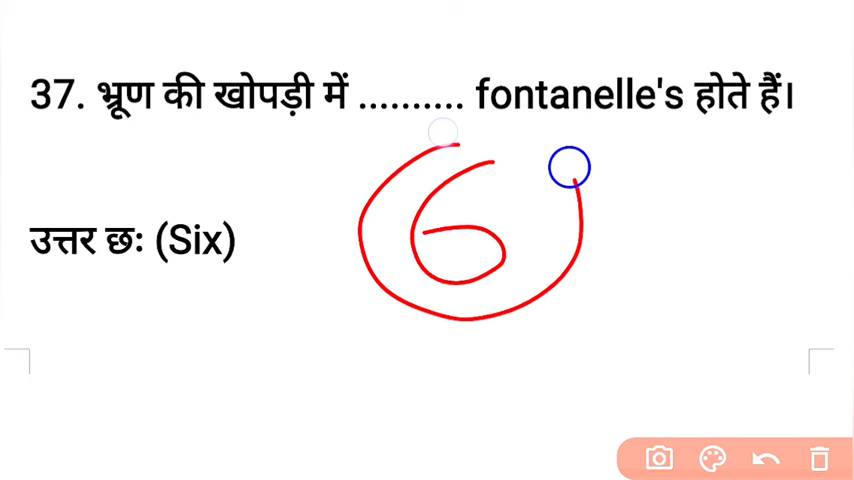 37. भ्रूण की खोपड़ी में .......... fontanelle's होते हैं।
6
उत्तर छः (Six)